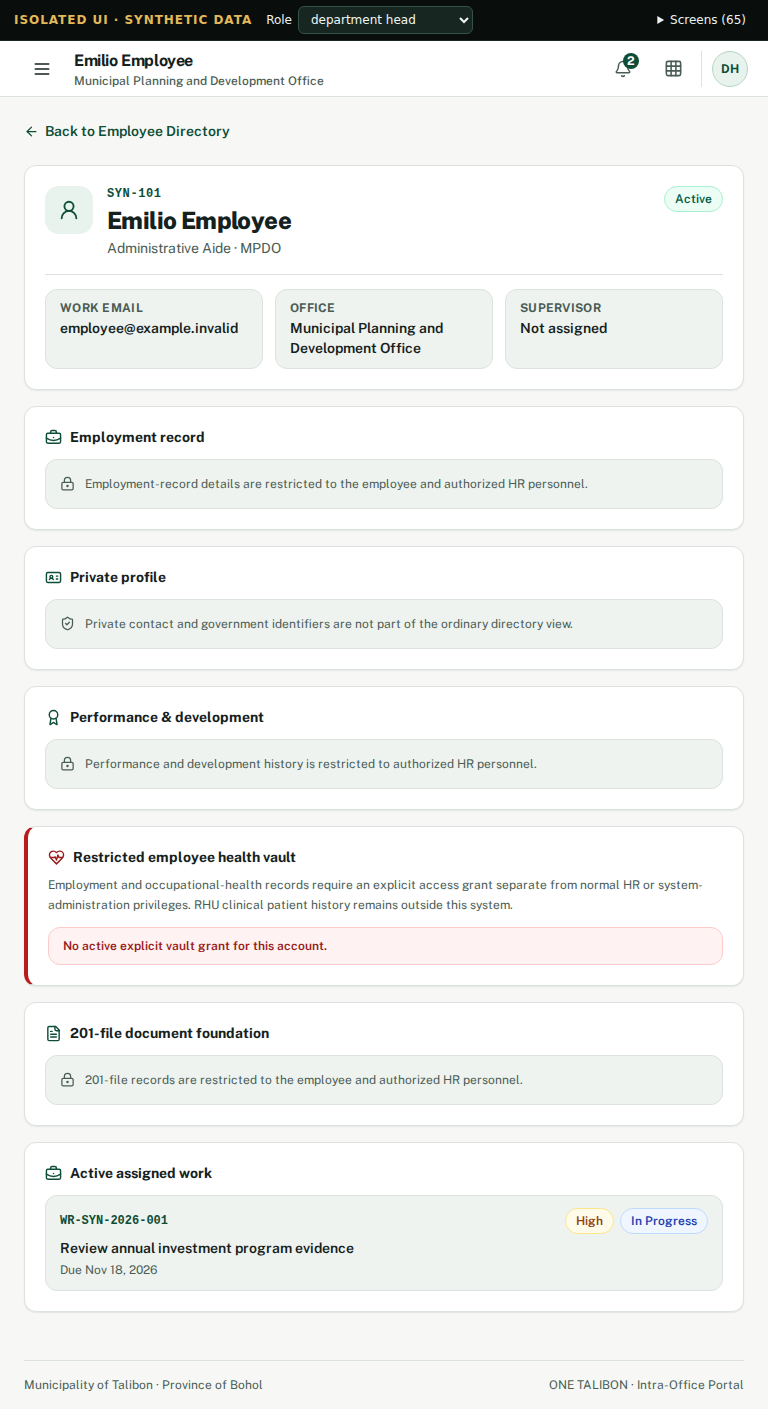 ISOLATED UI · SYNTHETIC DATA Role department head Screens (65)
Emilio Employee
Municipal Planning and Development Office
2
DH
Back to Employee Directory
SYN-101
Emilio Employee
Administrative Aide · MPDO
Active
WORK EMAIL
employee@example.invalid
OFFICE
Municipal Planning and
Development Office
SUPERVISOR
Not assigned
Employment record
Employment-record details are restricted to the employee and authorized HR personnel.
Private profile
Private contact and government identifiers are not part of the ordinary directory view.
Performance & development
Performance and development history is restricted to authorized HR personnel.
Restricted employee health vault
Employment and occupational-health records require an explicit access grant separate from normal HR or system-
administration privileges. RHU clinical patient history remains outside this system.
No active explicit vault grant for this account.
201-file document foundation
201-file records are restricted to the employee and authorized HR personnel.
Active assigned work
WR-SYN-2026-001
High In Progress
Review annual investment program evidence
Due Nov 18, 2026
Municipality of Talibon · Province of Bohol
ONE TALIBON · Intra-Office Portal